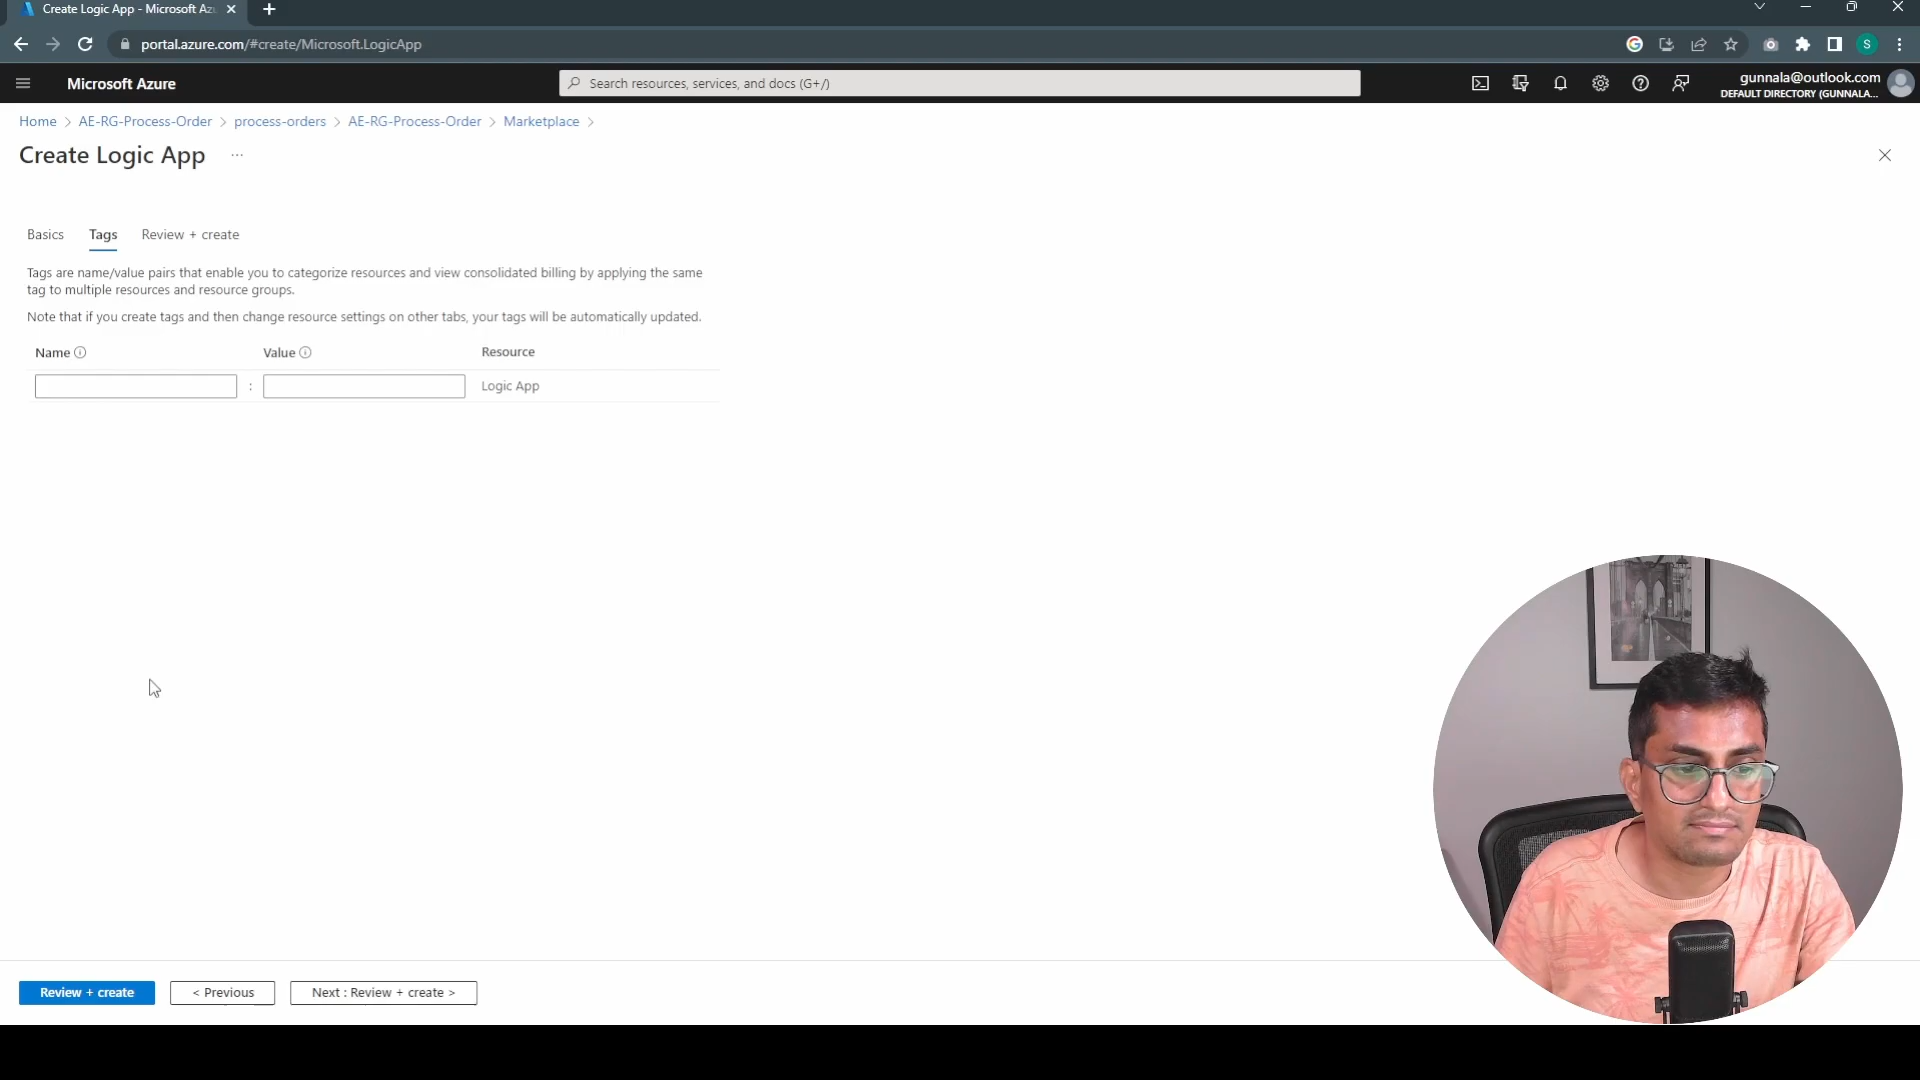 Create Logic App - Microsoft Az
portal.azure.com/#create/Microsoft.LogicApp
S
Microsoft Azure
Search resources, services, and docs (G+/)
gunnala@outlook.com
DEFAULT DIRECTORY (GUNNALA...
Home > AE-RG-Process-Order > process-orders > AE-RG-Process-Order > Marketplace >
Create Logic App ...
Basics Tags Review + create
Tags are name/value pairs that enable you to categorize resources and view consolidated billing by applying the same
tag to multiple resources and resource groups.
Note that if you create tags and then change resource settings on other tabs, your tags will be automatically updated.
Name Value Resource
: Logic App
Review + create < Previous Next : Review + create >